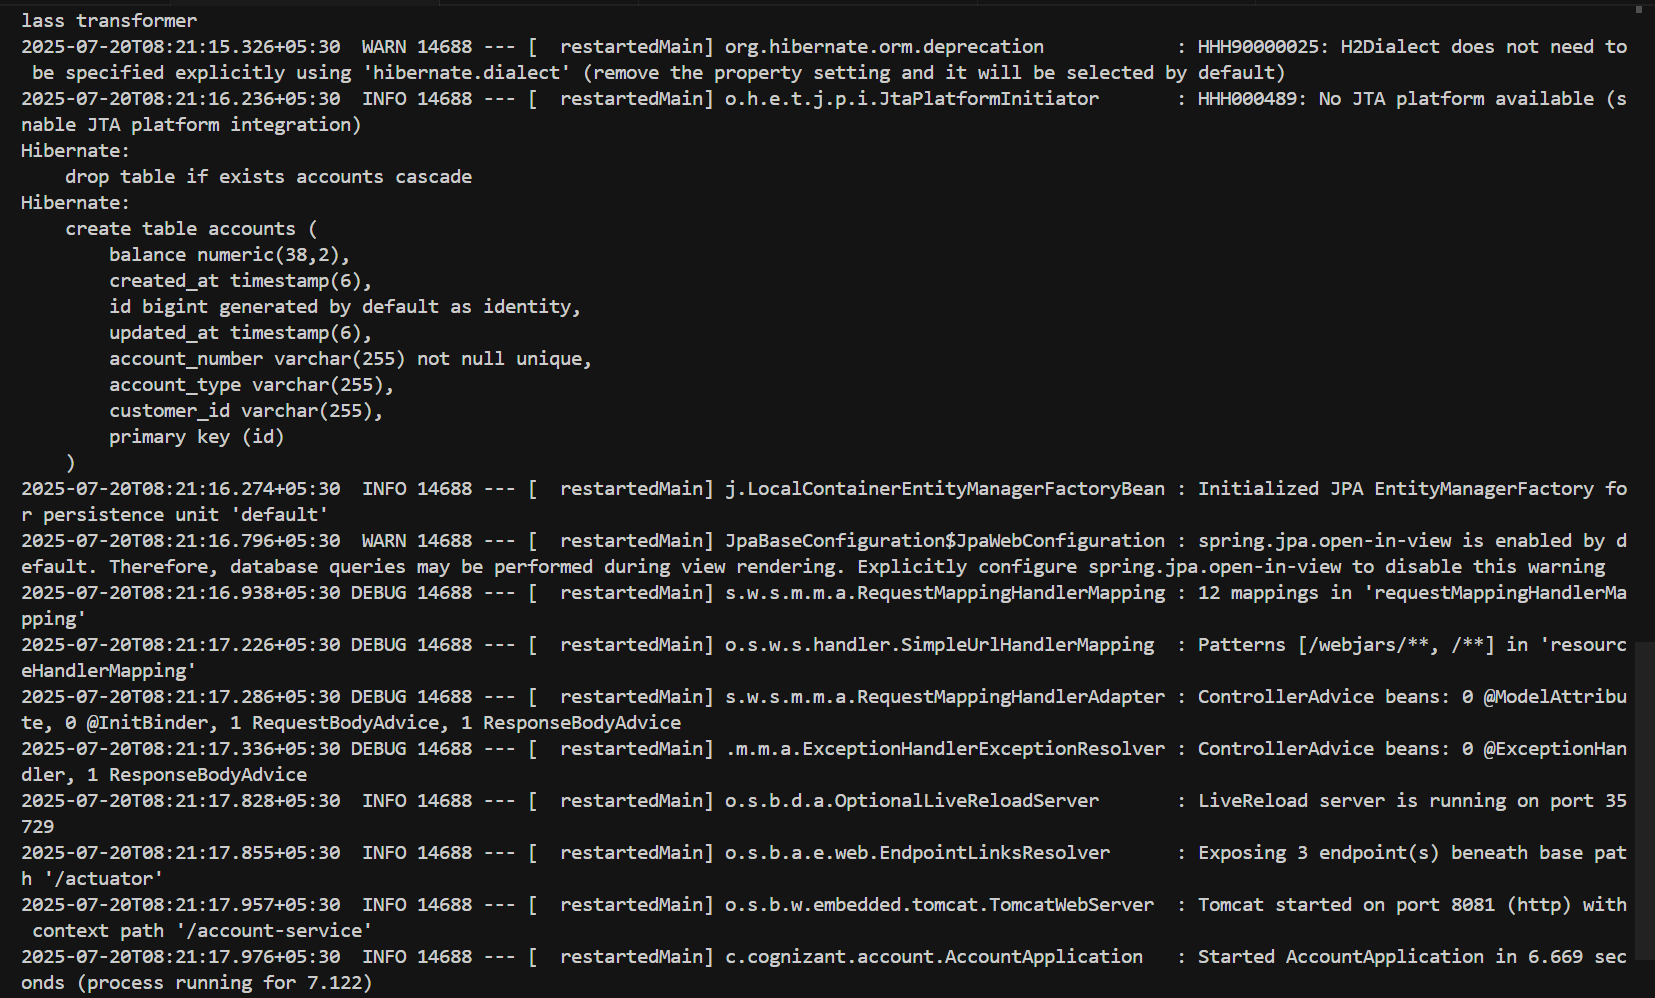 lass transformer
2025-07-20T08:21:15.326+05:30  WARN 14688 --- [  restartedMain] org.hibernate.orm.deprecation            : HHH90000025: H2Dialect does not need to
 be specified explicitly using 'hibernate.dialect' (remove the property setting and it will be selected by default)
2025-07-20T08:21:16.236+05:30  INFO 14688 --- [  restartedMain] o.h.e.t.j.p.i.JtaPlatformInitiator       : HHH000489: No JTA platform available (s
nable JTA platform integration)
Hibernate:
    drop table if exists accounts cascade
Hibernate:
    create table accounts (
        balance numeric(38,2),
        created_at timestamp(6),
        id bigint generated by default as identity,
        updated_at timestamp(6),
        account_number varchar(255) not null unique,
        account_type varchar(255),
        customer_id varchar(255),
        primary key (id)
    )
2025-07-20T08:21:16.274+05:30  INFO 14688 --- [  restartedMain] j.LocalContainerEntityManagerFactoryBean : Initialized JPA EntityManagerFactory fo
r persistence unit 'default'
2025-07-20T08:21:16.796+05:30  WARN 14688 --- [  restartedMain] JpaBaseConfiguration$JpaWebConfiguration : spring.jpa.open-in-view is enabled by d
efault. Therefore, database queries may be performed during view rendering. Explicitly configure spring.jpa.open-in-view to disable this warning
2025-07-20T08:21:16.938+05:30 DEBUG 14688 --- [  restartedMain] s.w.s.m.m.a.RequestMappingHandlerMapping : 12 mappings in 'requestMappingHandlerMa
pping'
2025-07-20T08:21:17.226+05:30 DEBUG 14688 --- [  restartedMain] o.s.w.s.handler.SimpleUrlHandlerMapping  : Patterns [/webjars/**, /**] in 'resourc
eHandlerMapping'
2025-07-20T08:21:17.286+05:30 DEBUG 14688 --- [  restartedMain] s.w.s.m.m.a.RequestMappingHandlerAdapter : ControllerAdvice beans: 0 @ModelAttribu
te, 0 @InitBinder, 1 RequestBodyAdvice, 1 ResponseBodyAdvice
2025-07-20T08:21:17.336+05:30 DEBUG 14688 --- [  restartedMain] .m.m.a.ExceptionHandlerExceptionResolver : ControllerAdvice beans: 0 @ExceptionHan
dler, 1 ResponseBodyAdvice
2025-07-20T08:21:17.828+05:30  INFO 14688 --- [  restartedMain] o.s.b.d.a.OptionalLiveReloadServer       : LiveReload server is running on port 35
729
2025-07-20T08:21:17.855+05:30  INFO 14688 --- [  restartedMain] o.s.b.a.e.web.EndpointLinksResolver      : Exposing 3 endpoint(s) beneath base pat
h '/actuator'
2025-07-20T08:21:17.957+05:30  INFO 14688 --- [  restartedMain] o.s.b.w.embedded.tomcat.TomcatWebServer  : Tomcat started on port 8081 (http) with
 context path '/account-service'
2025-07-20T08:21:17.976+05:30  INFO 14688 --- [  restartedMain] c.cognizant.account.AccountApplication   : Started AccountApplication in 6.669 sec
onds (process running for 7.122)